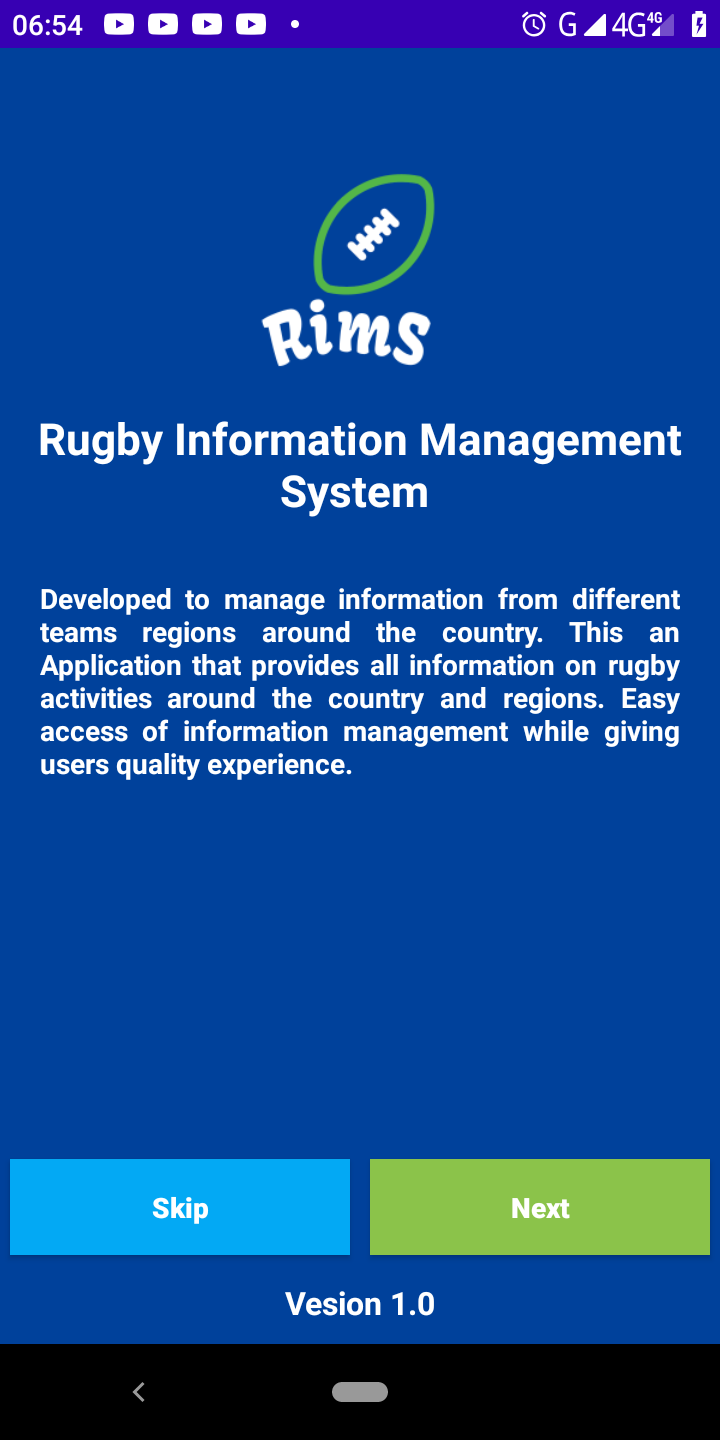 06:54 G 4G 4G
Rims
Rugby Information Management
System
Developed to manage information from different
teams regions around the country. This an
Application that provides all information on rugby
activities around the country and regions. Easy
access of information management while giving
users quality experience.
Skip Next
Vesion 1.0